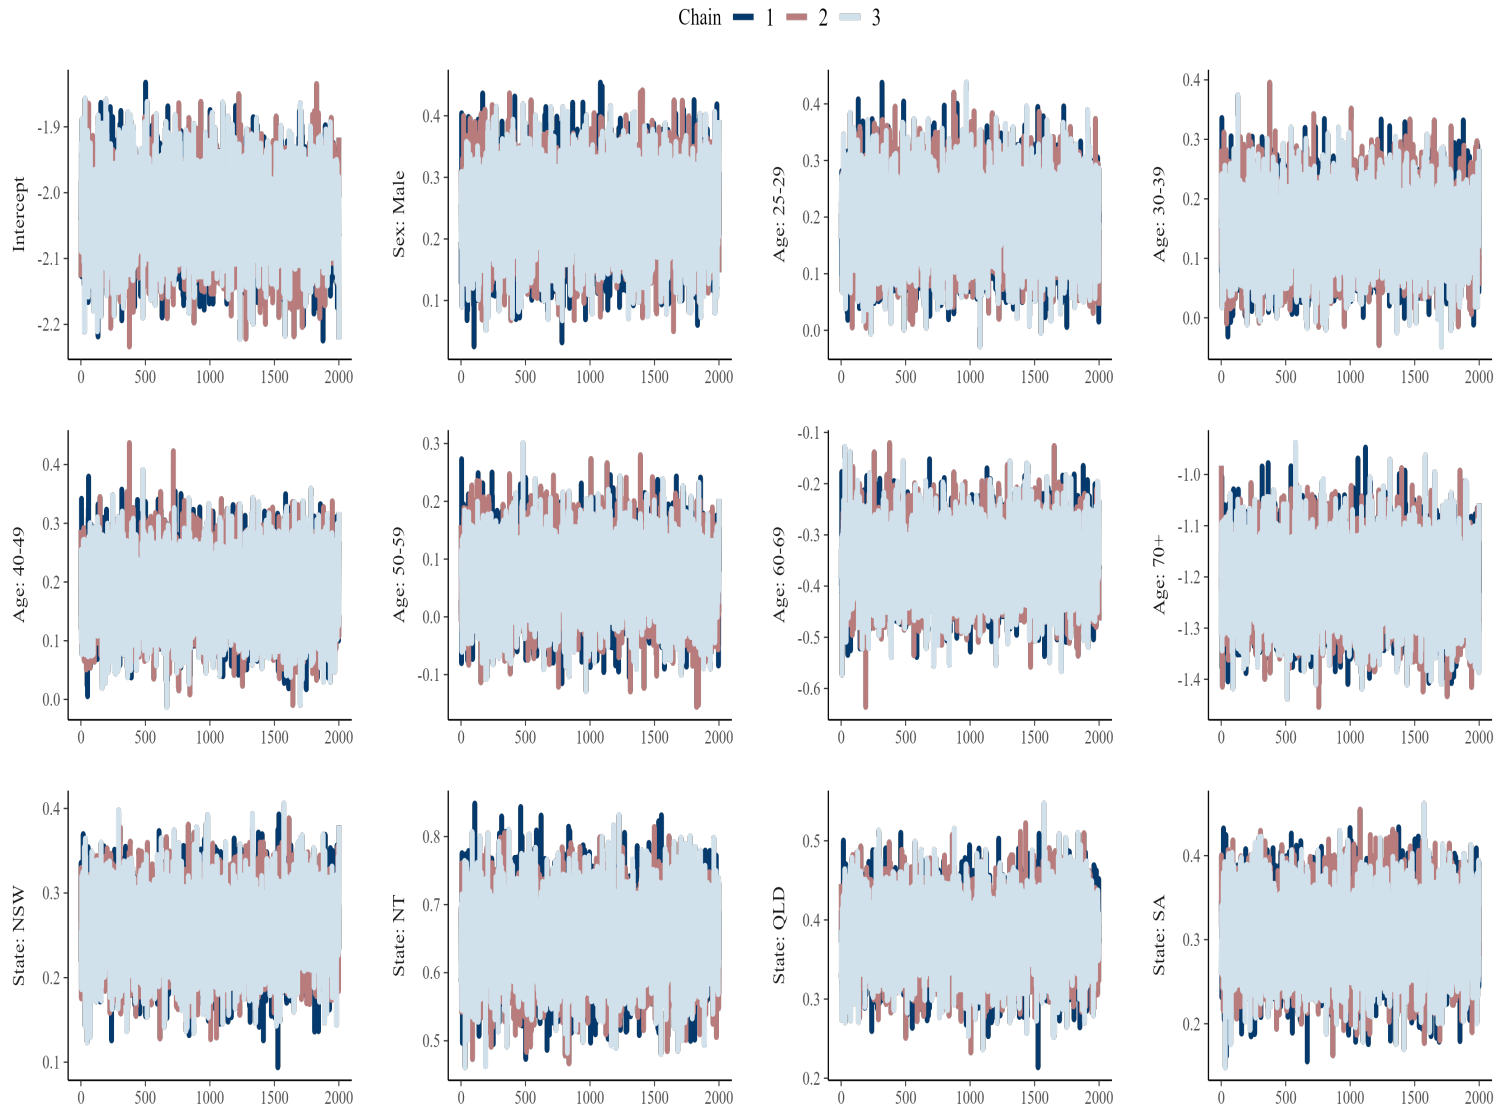 Chain 1 2 3
Intercept
-1.9
-2.0
-2.1
-2.2
0 500 1000 1500 2000
Sex: Male
0.4
0.3
0.2
0.1
0 500 1000 1500 2000
Age: 25-29
0.4
0.3
0.2
0.1
0.0
0 500 1000 1500 2000
Age: 30-39
0.4
0.3
0.2
0.1
0.0
0 500 1000 1500 2000
Age: 40-49
0.4
0.3
0.2
0.1
0.0
0 500 1000 1500 2000
Age: 50-59
0.3
0.2
0.1
0.0
-0.1
0 500 1000 1500 2000
Age: 60-69
-0.1
-0.2
-0.3
-0.4
-0.5
-0.6
0 500 1000 1500 2000
Age: 70+
-1.0
-1.1
-1.2
-1.3
-1.4
0 500 1000 1500 2000
State: NSW
0.4
0.3
0.2
0.1
0 500 1000 1500 2000
State: NT
0.8
0.7
0.6
0.5
0 500 1000 1500 2000
State: QLD
0.5
0.4
0.3
0.2
0 500 1000 1500 2000
State: SA
0.4
0.3
0.2
0 500 1000 1500 2000